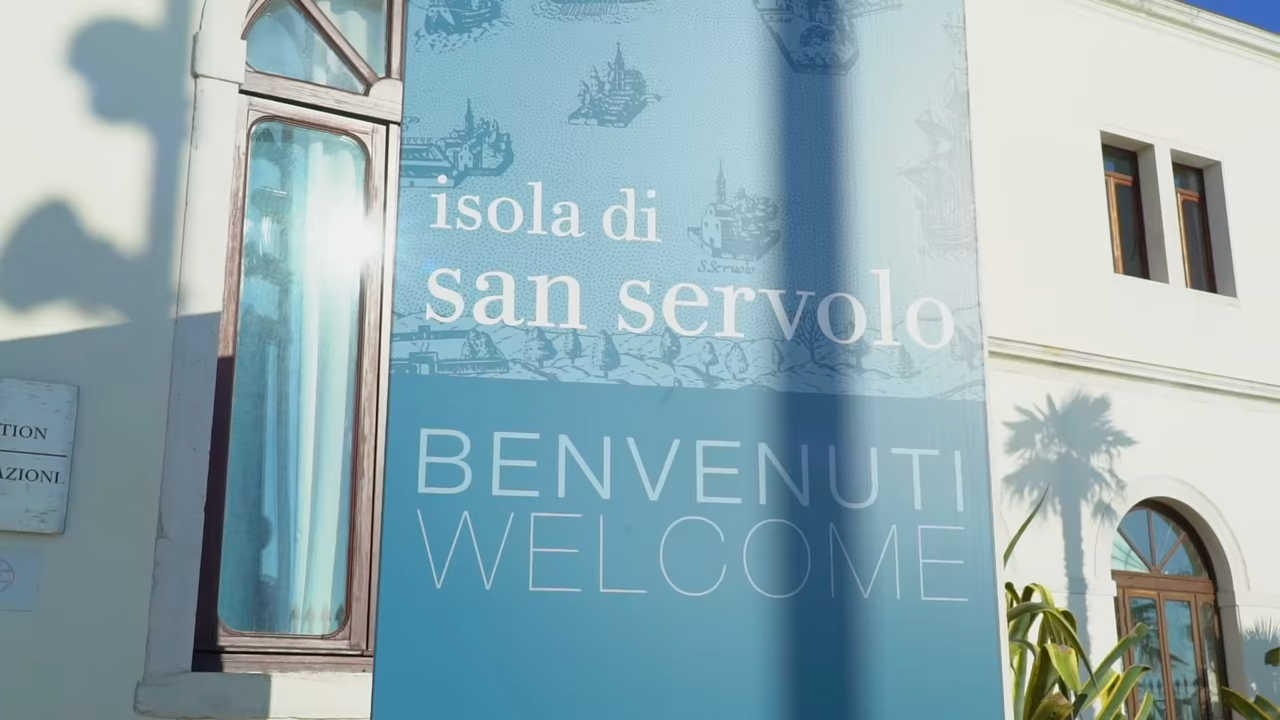 isola di
S. Servolo
san servolo
BENVENUTI
WELCOME
TION
AZIONI